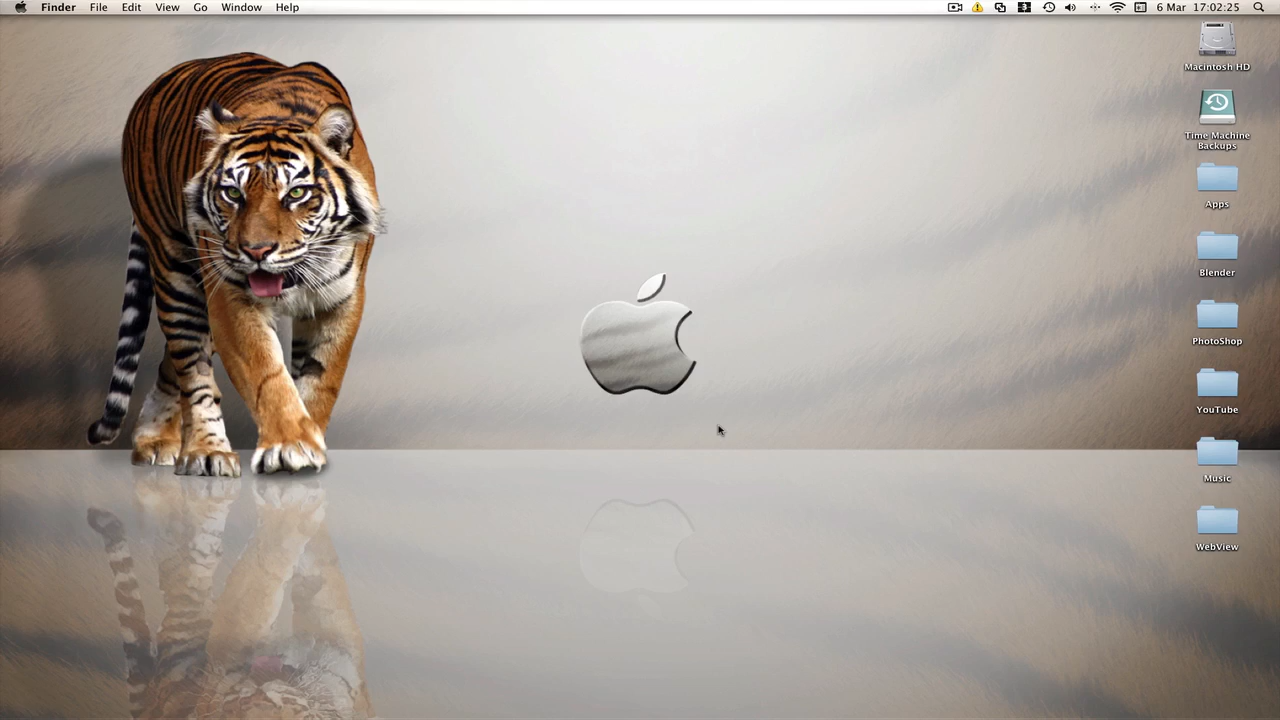 Finder File Edit View Go Window Help 6 Mar 17:02:25
Macintosh HD
Time Machine
Backups
Apps
Blender
PhotoShop
YouTube
Music
WebView